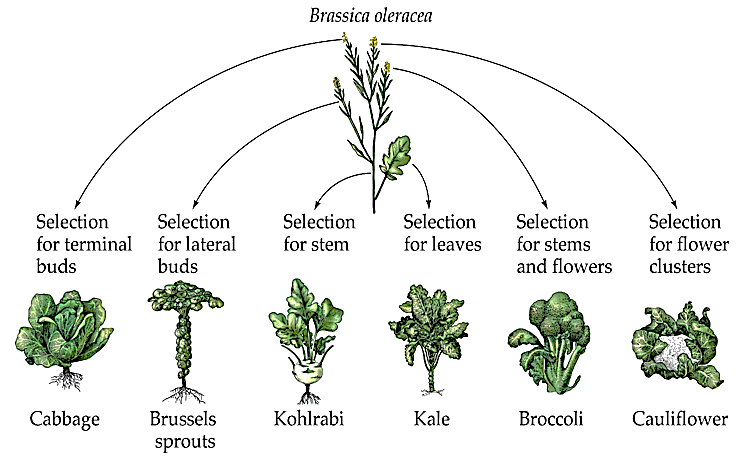 Brassica oleracea
Selection
for terminal
buds
Selection
for lateral
buds
Selection
for stem
Selection
for leaves
Selection
for stems
and flowers
Selection
for flower
clusters
Cabbage
Brussels
sprouts
Kohlrabi
Kale
Broccoli
Cauliflower